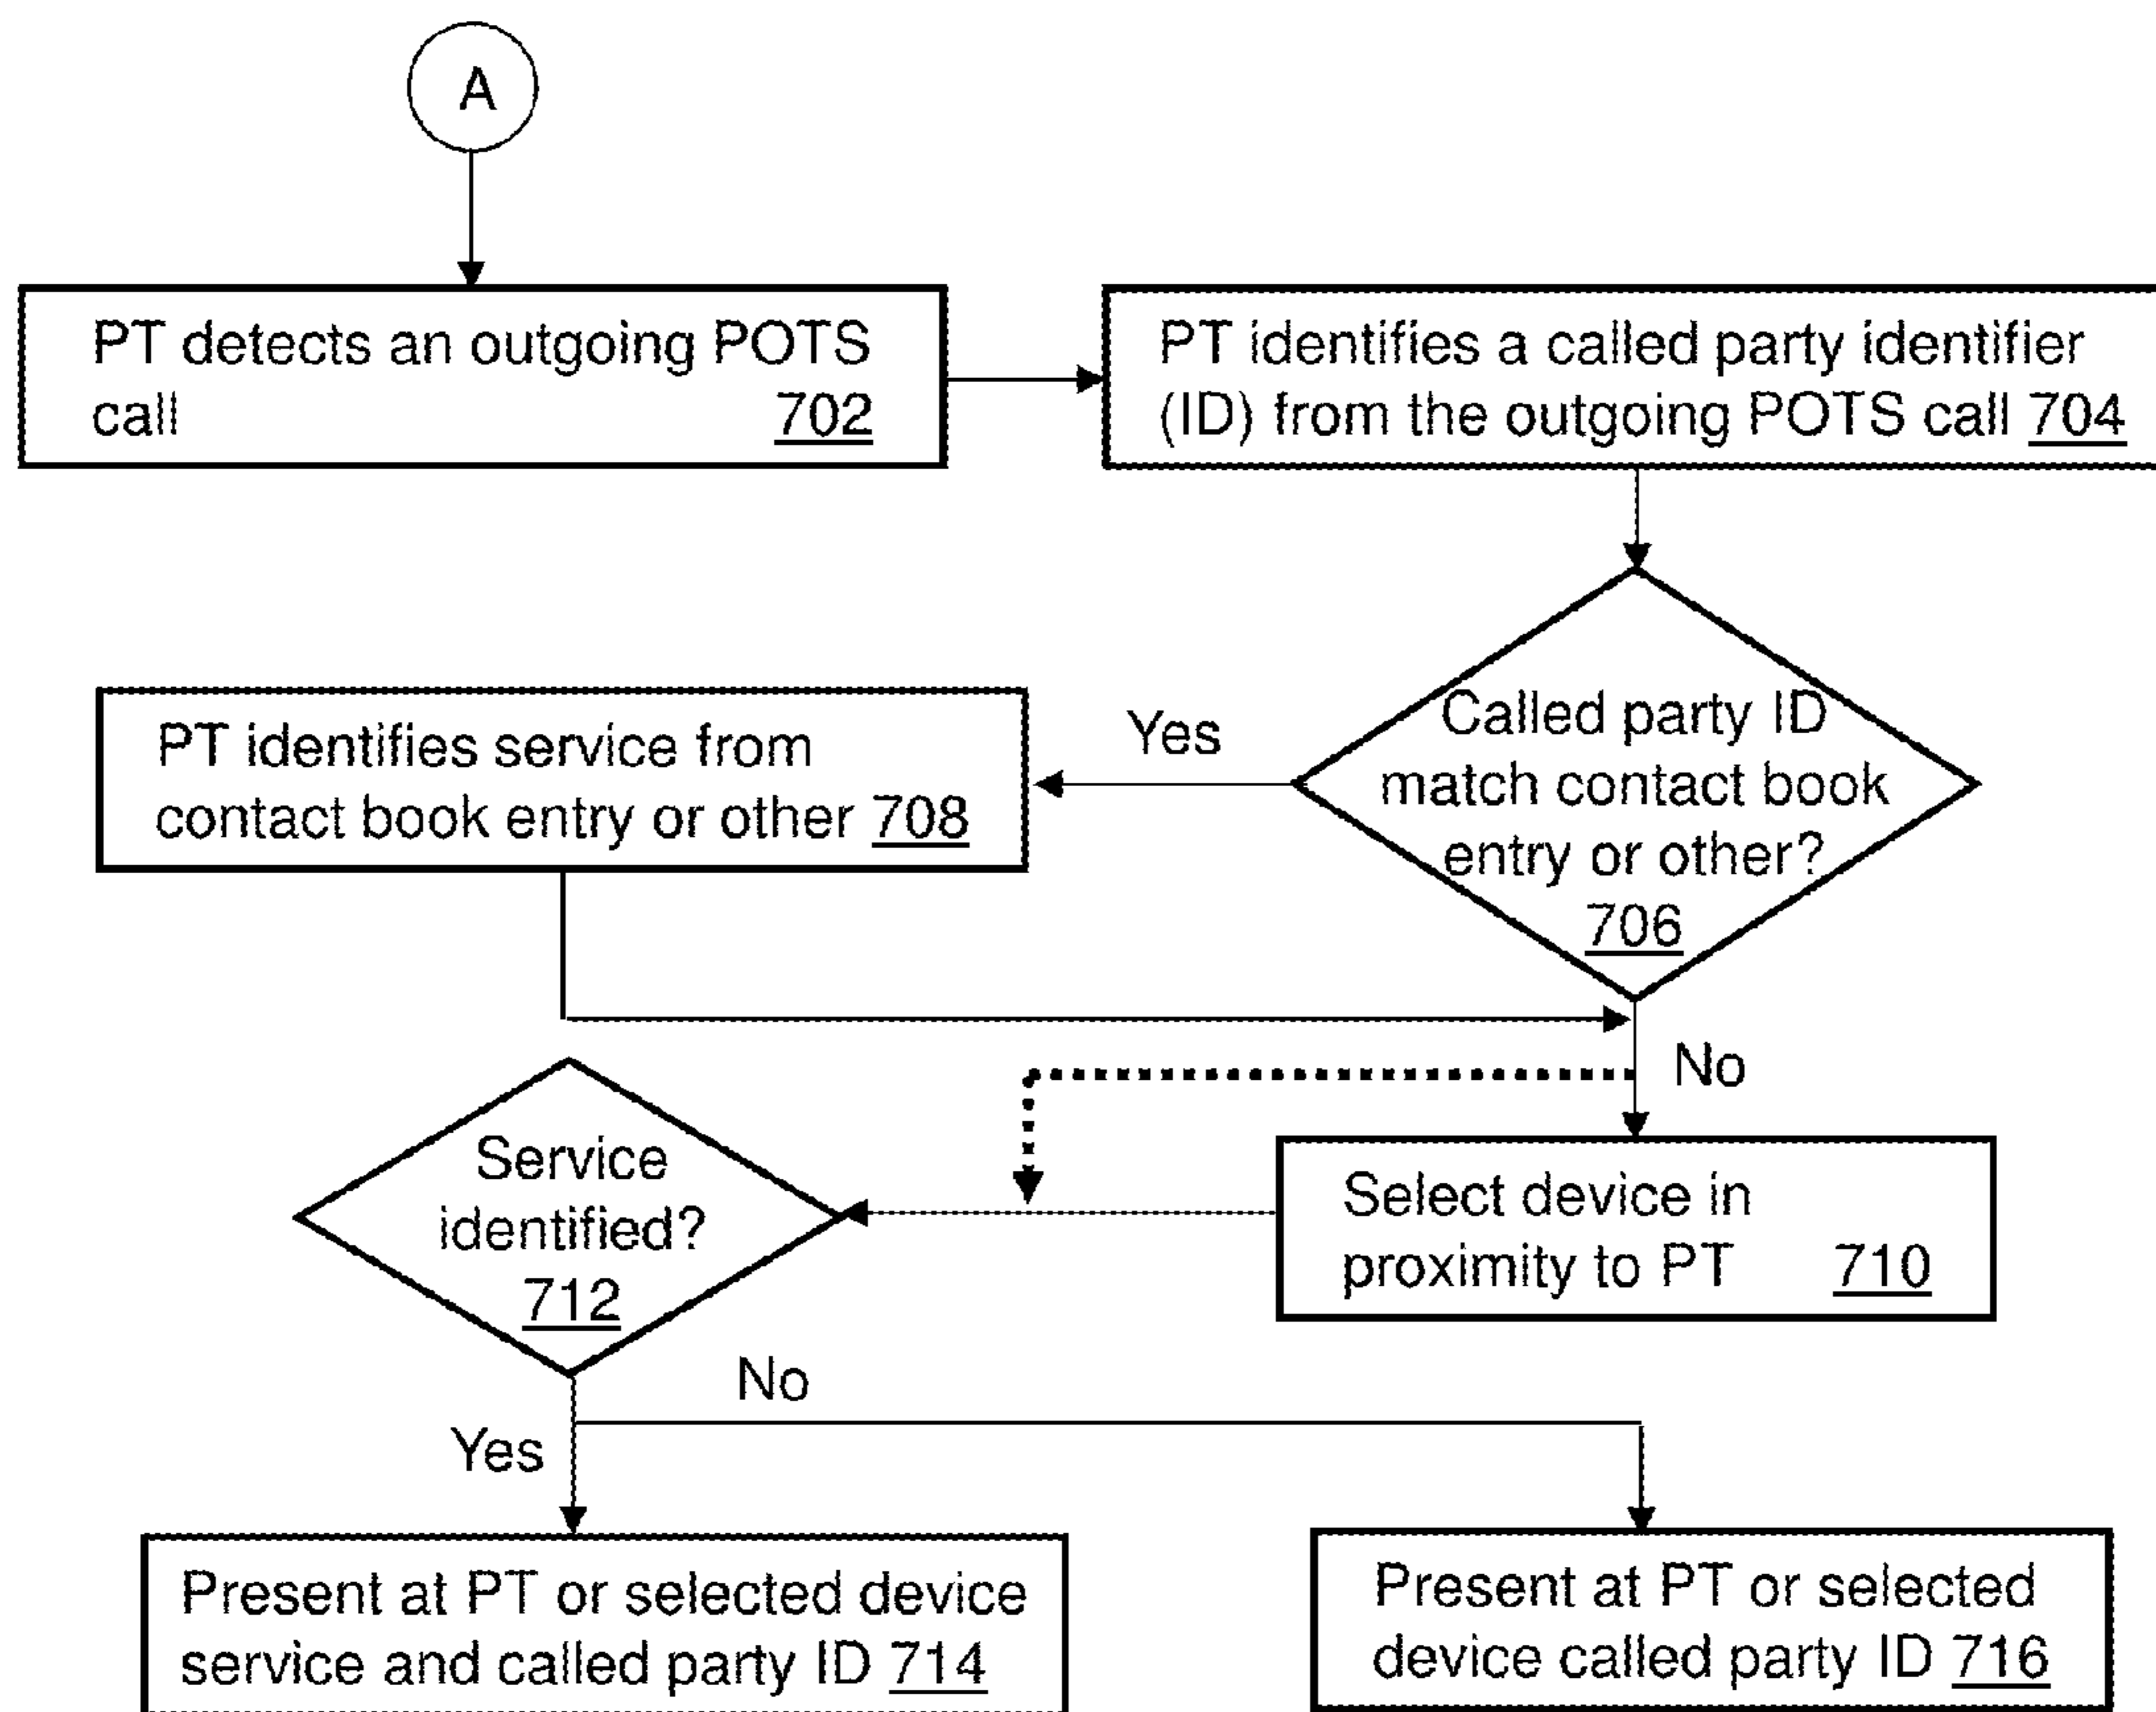 A
PT detects an outgoing POTS
call 702
PT identifies a called party identifier
(ID) from the outgoing POTS call 704
Called party ID
match contact book
entry or other?
706
Yes
PT identifies service from
contact book entry or other 708
No
Select device in
proximity to PT 710
Service
identified?
712
No
Yes
Present at PT or selected device
service and called party ID 714
Present at PT or selected
device called party ID 716